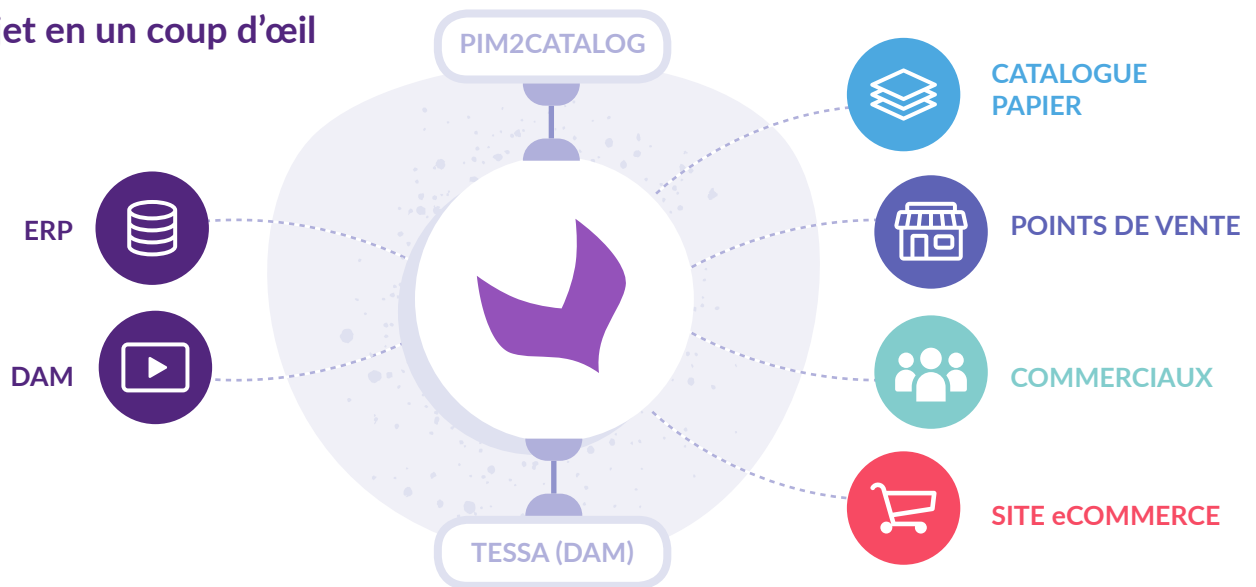 et en un coup d’œil
PIM2CATALOG
CATALOGUE
PAPIER
ERP
POINTS DE VENTE
DAM
COMMERCIAUX
SITE eCOMMERCE
TESSA (DAM)